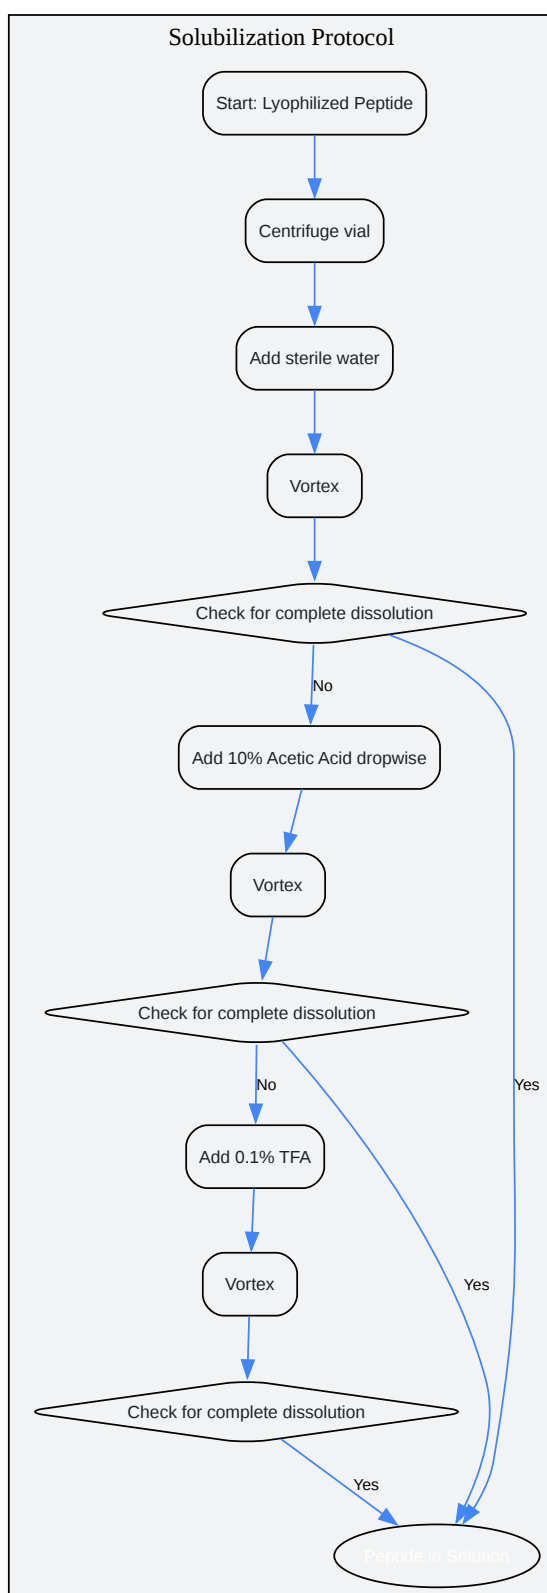 Solubilization Protocol
Start: Lyophilized Peptide
Centrifuge vial
Add sterile water
Vortex
Check for complete dissolution
No
Add 10% Acetic Acid dropwise
Vortex
Check for complete dissolution
No
Yes
Add 0.1% TFA
Vortex
Yes
Check for complete dissolution
Yes
Peptide in Solution